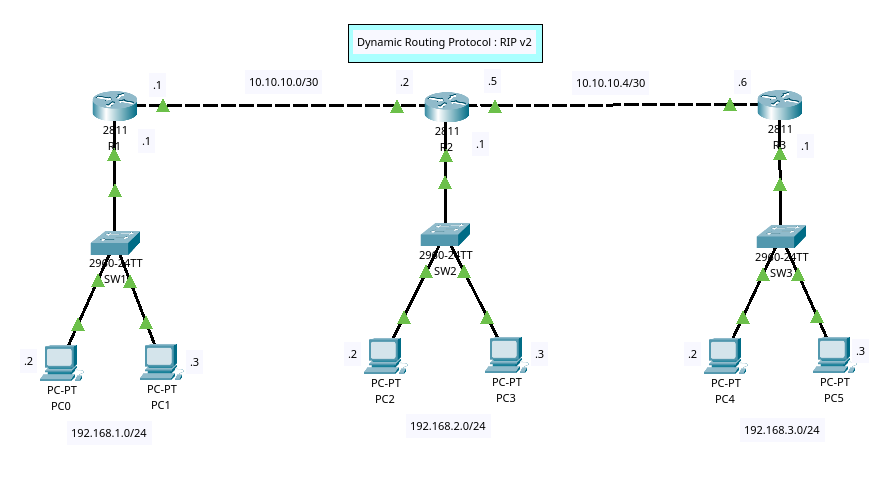 Dynamic Routing Protocol : RIP v2
.1
10.10.10.0/30
.2
.5
10.10.10.4/30
.6
2811
R1
.1
2811
R2
.1
2811
R3
.1
2960-24TT
SW1
2960-24TT
SW2
2960-24TT
SW3
.2
.3
.2
.3
.2
.3
PC-PT
PC0
PC-PT
PC1
PC-PT
PC2
PC-PT
PC3
PC-PT
PC4
PC-PT
PC5
192.168.1.0/24
192.168.2.0/24
192.168.3.0/24